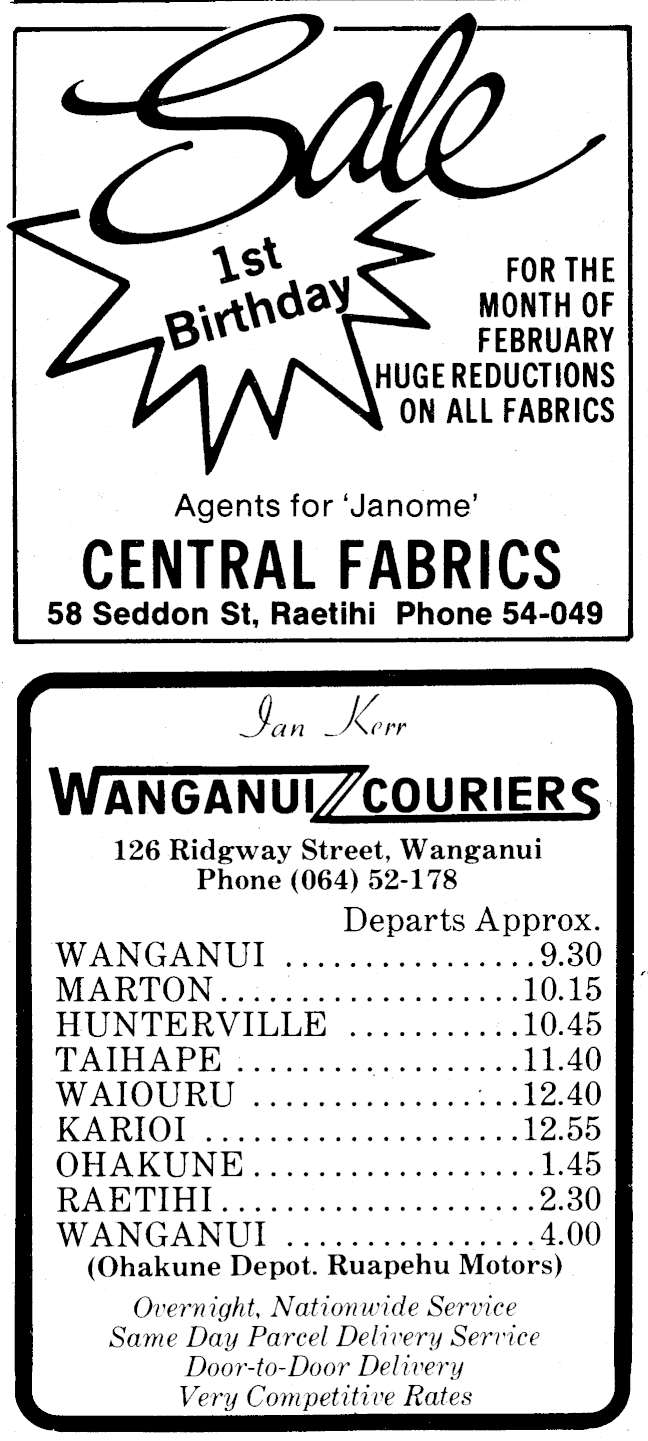 Sale
1st
Birthday
FOR THE
MONTH OF
FEBRUARY
HUGE REDUCTIONS
ON ALL FABRICS
Agents for 'Janome'
CENTRAL FABRICS
58 Seddon St, Raetihi Phone 54-049
Ian Kerr
WANGANUI COURIERS
126 Ridgway Street, Wanganui
Phone (064) 52-178
Departs Approx.
WANGANUI ................9.30
MARTON....................10.15
HUNTERVILLE ...........10.45
TAIHAPE ...................11.40
WAIOURU ..................12.40
KARIOI .....................12.55
OHAKUNE...................1.45
RAETIHI.....................2.30
WANGANUI ................4.00
(Ohakune Depot. Ruapehu Motors)
Overnight, Nationwide Service
Same Day Parcel Delivery Service
Door-to-Door Delivery
Very Competitive Rates